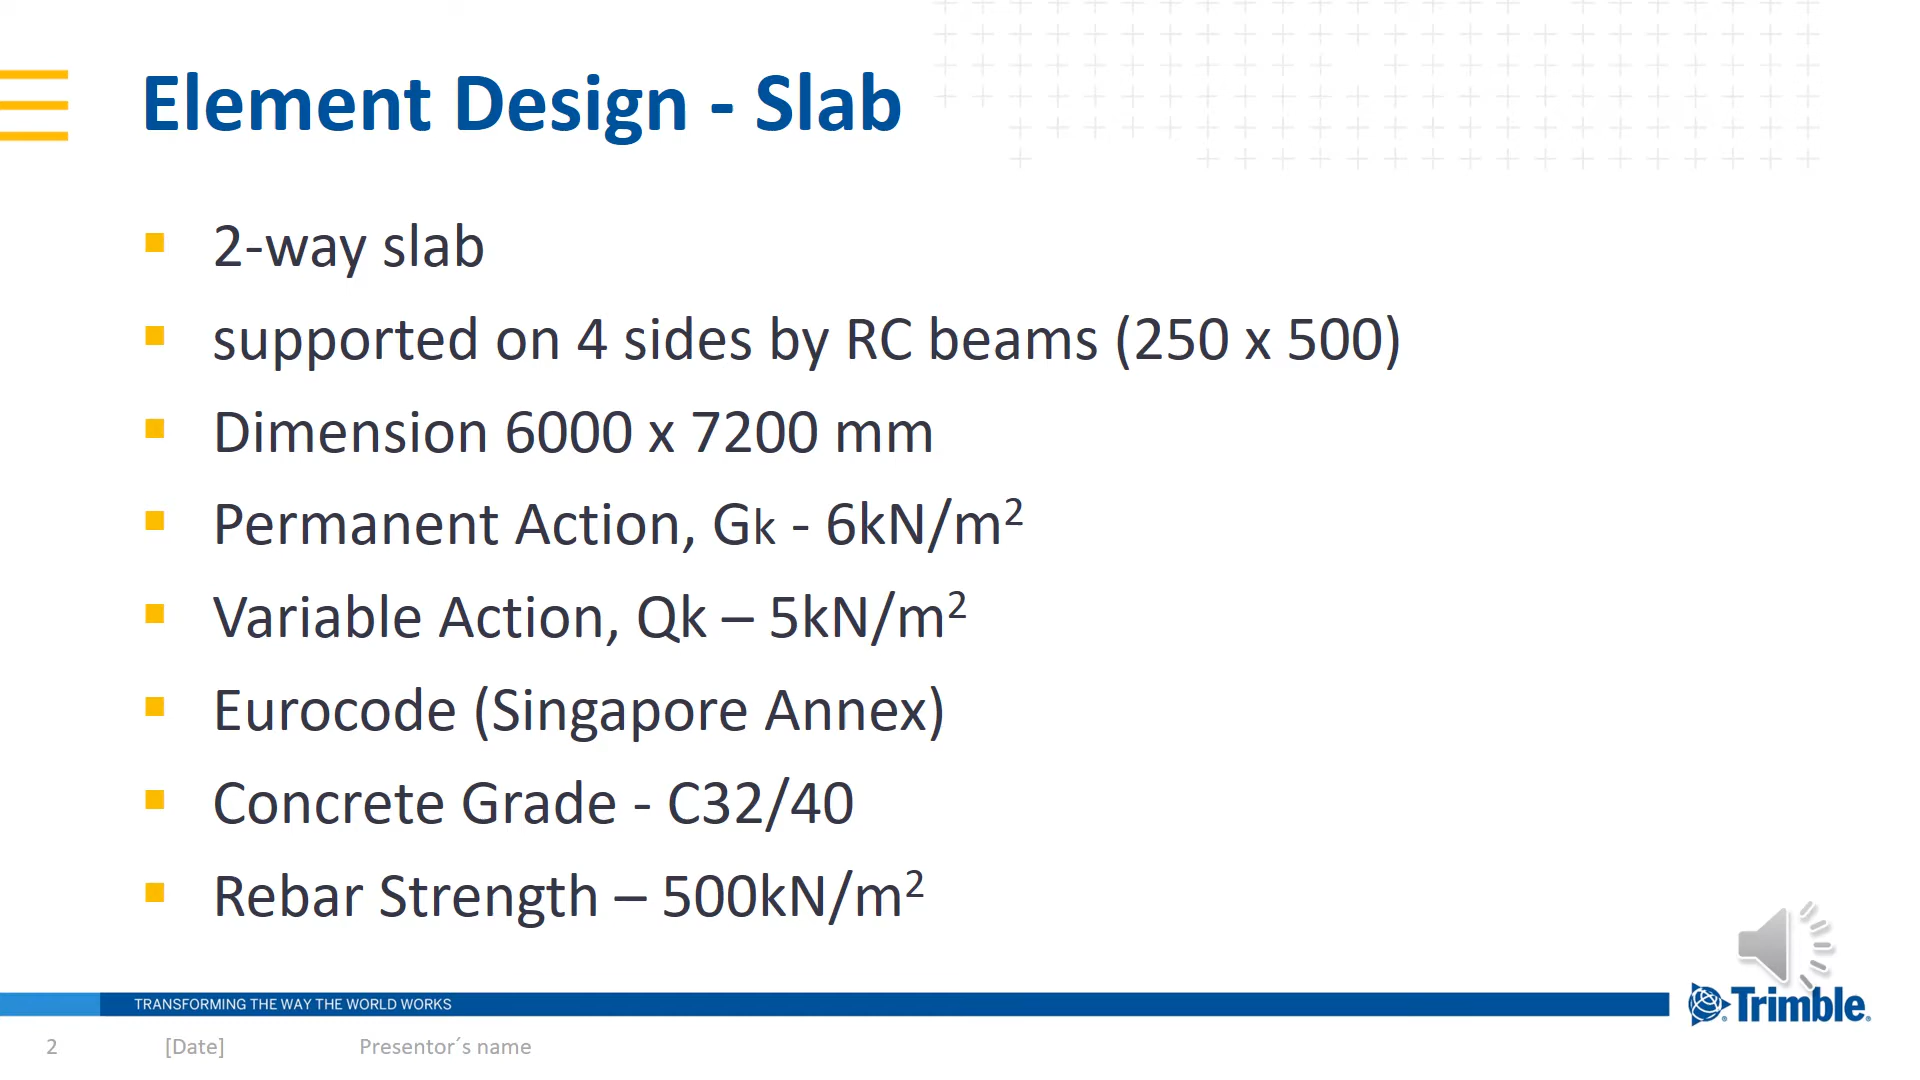 Element Design - Slab
2-way slab
supported on 4 sides by RC beams (250 x 500)
Dimension 6000 x 7200 mm
Permanent Action, Gk - 6kN/m²
Variable Action, Qk – 5kN/m²
Eurocode (Singapore Annex)
Concrete Grade - C32/40
Rebar Strength – 500kN/m²
TRANSFORMING THE WAY THE WORLD WORKS
Trimble®
2 [Date] Presentor´s name